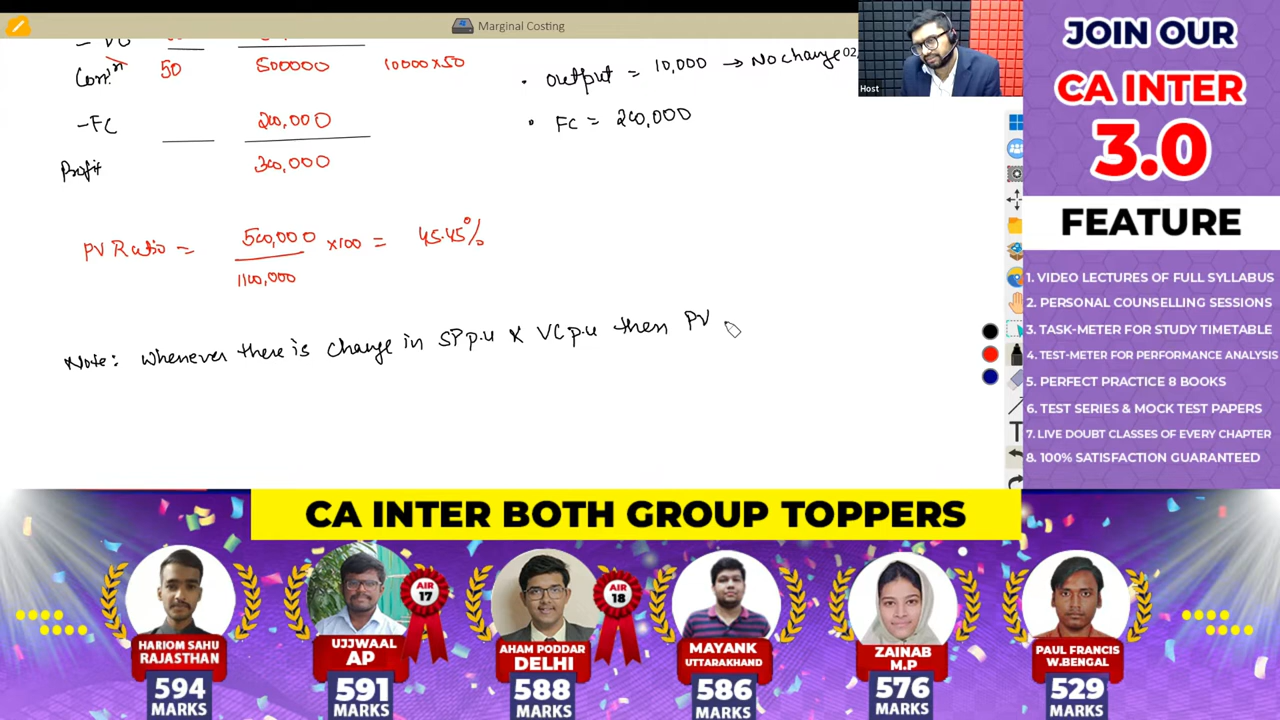 Marginal Costing
- VC
Conⁿ 50 500000 10000x50
-FC 200,000
Profit 300,000
• output = 10,000 → No change
• FC = 200,000
PV Ratio = 500,000 / 1100,000 x100 = 45.45%
Note: Whenever there is change in SP p.u x VC p.u then PV
Host
JOIN OUR
CA INTER
3.0
FEATURE
1. VIDEO LECTURES OF FULL SYLLABUS
2. PERSONAL COUNSELLING SESSIONS
3. TASK-METER FOR STUDY TIMETABLE
4. TEST-METER FOR PERFORMANCE ANALYSIS
5. PERFECT PRACTICE 8 BOOKS
6. TEST SERIES & MOCK TEST PAPERS
7. LIVE DOUBT CLASSES OF EVERY CHAPTER
8. 100% SATISFACTION GUARANTEED
CA INTER BOTH GROUP TOPPERS
HARIOM SAHU
RAJASTHAN
594
MARKS
AIR
17
UJJWAAL
AP
591
MARKS
AIR
18
AHAM PODDAR
DELHI
588
MARKS
MAYANK
UTTARAKHAND
586
MARKS
ZAINAB
M.P
576
MARKS
PAUL FRANCIS
W.BENGAL
529
MARKS